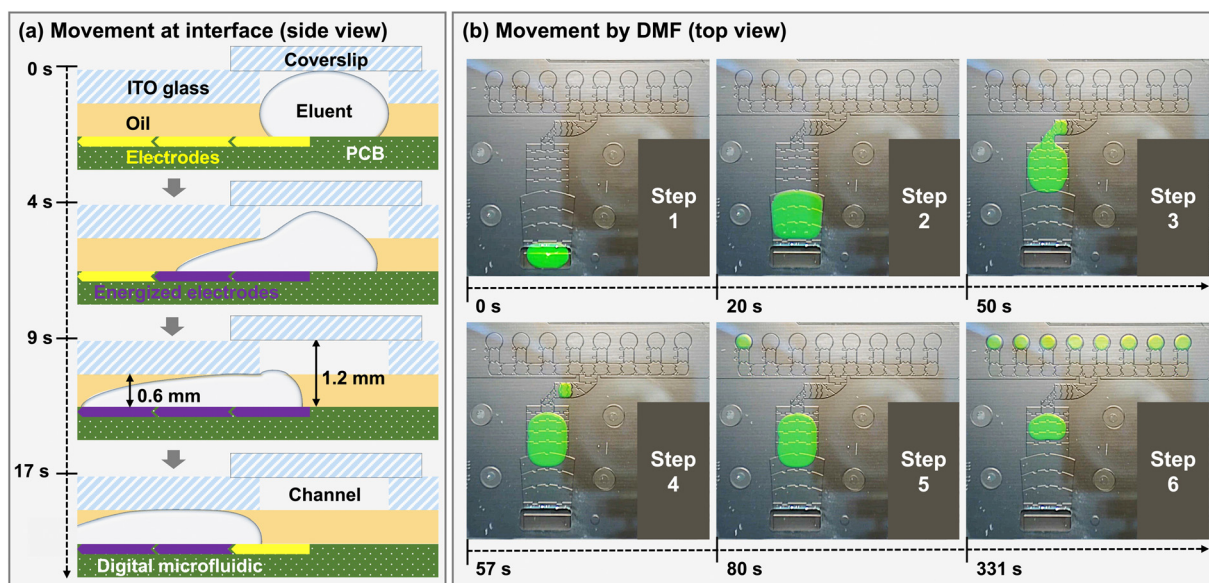 (a) Movement at interface (side view)
0 s
Coverslip
ITO glass
Eluent
Oil
Electrodes
PCB
4 s
Energized electrodes
9 s
1.2 mm
0.6 mm
17 s
Channel
Digital microfluidic
(b) Movement by DMF (top view)
Step
1
Step
2
Step
3
0 s
20 s
50 s
Step
4
Step
5
Step
6
57 s
80 s
331 s